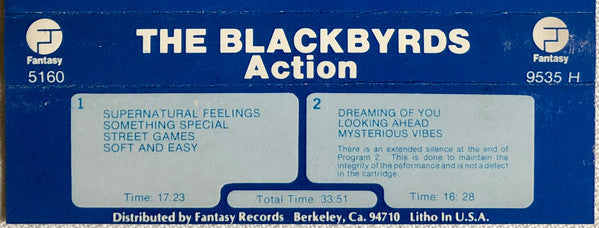 Fantasy
5160
THE BLACKBYRDS
Action
Fantasy
9535 H
1
SUPERNATURAL FEELINGS
SOMETHING SPECIAL
STREET GAMES
SOFT AND EASY
Time: 17:23
2
DREAMING OF YOU
LOOKING AHEAD
MYSTERIOUS VIBES
There is an extended silence at the end of
Program 2. This is done to maintain the
integrity of the peformance and is not a defect
in the cartridge.
Time: 16: 28
Total Time: 33:51
Distributed by Fantasy Records Berkeley, Ca. 94710 Litho In U.S.A.